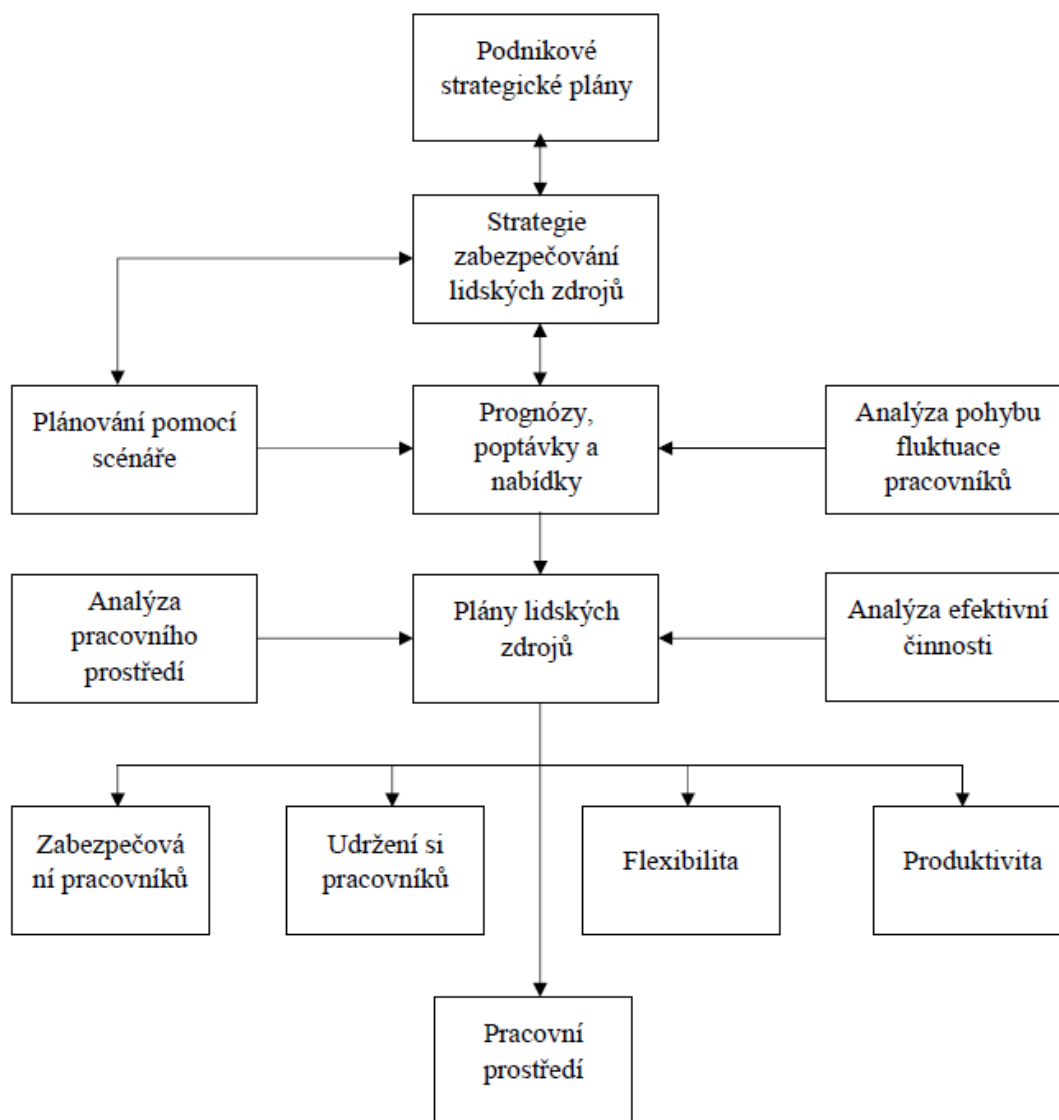 Podnikové
strategické plány
Strategie
zabezpečování
lidských zdrojů
Plánování pomocí
scénáře
Prognózy,
poptávky a
nabídky
Analýza pohybu
fluktuace
pracovníků
Analýza
pracovního
prostředí
Plány lidských
zdrojů
Analýza efektivní
činnosti
Zabezpečová
ní pracovníků
Udržení si
pracovníků
Flexibilita
Produktivita
Pracovní
prostředí